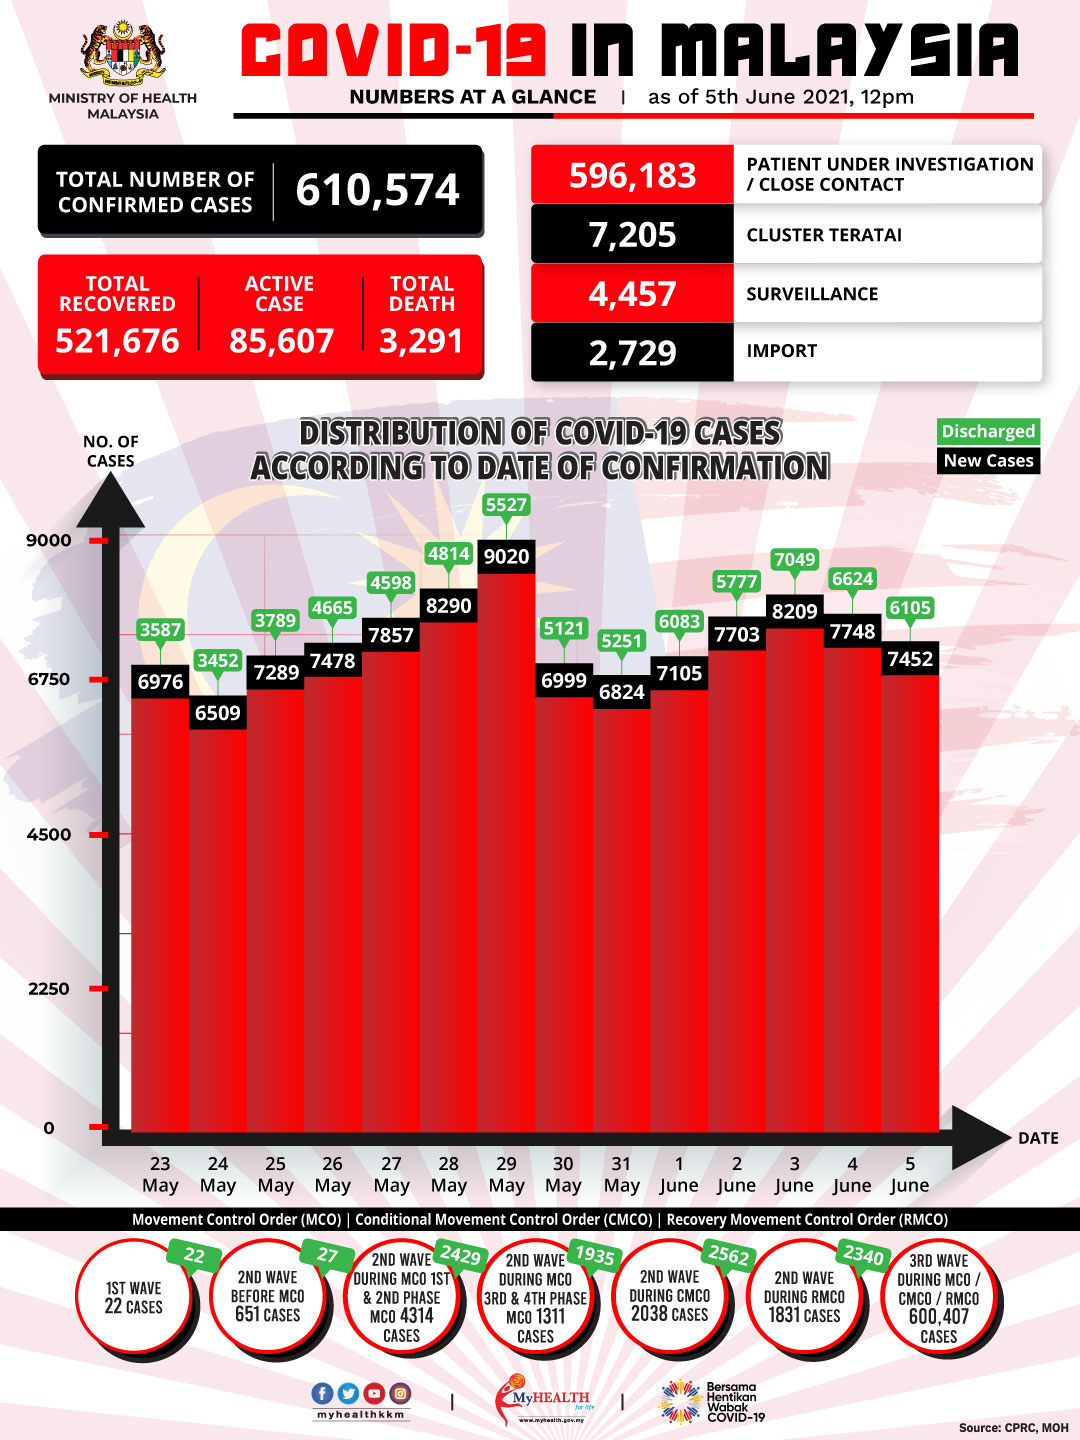 MINISTRY OF HEALTH
MALAYSIA
COVID-19 IN MALAYSIA
NUMBERS AT A GLANCE | as of 5th June 2021, 12pm
TOTAL NUMBER OF
CONFIRMED CASES
610,574
TOTAL
RECOVERED
521,676
ACTIVE
CASE
85,607
TOTAL
DEATH
3,291
596,183
PATIENT UNDER INVESTIGATION
/ CLOSE CONTACT
7,205
CLUSTER TERATAI
4,457
SURVEILLANCE
2,729
IMPORT
DISTRIBUTION OF COVID-19 CASES
ACCORDING TO DATE OF CONFIRMATION
Discharged
New Cases
NO. OF
CASES
9000
6750
4500
2250
0
3587
6976
3452
6509
3789
7289
4665
7478
4598
7857
4814
8290
5527
9020
5121
6999
5251
6824
6083
7105
5777
7703
7049
8209
6624
7748
6105
7452
DATE
23
May
24
May
25
May
26
May
27
May
28
May
29
May
30
May
31
May
1
June
2
June
3
June
4
June
5
June
Movement Control Order (MCO) | Conditional Movement Control Order (CMCO) | Recovery Movement Control Order (RMCO)
22
1ST WAVE
22 CASES
27
2ND WAVE
BEFORE MCO
651 CASES
2429
2ND WAVE
DURING MCO 1ST
& 2ND PHASE
MCO 4314
CASES
1935
2ND WAVE
DURING MCO
3RD & 4TH PHASE
MCO 1311
CASES
2562
2ND WAVE
DURING CMCO
2038 CASES
2340
2ND WAVE
DURING RMCO
1831 CASES
3RD WAVE
DURING MCO /
CMCO / RMCO
600,407
CASES
myhealthkkm
|
MyHEALTH
for life
www.myhealth.gov.my
|
Bersama
Hentikan
Wabak
COVID-19
Source: CPRC, MOH